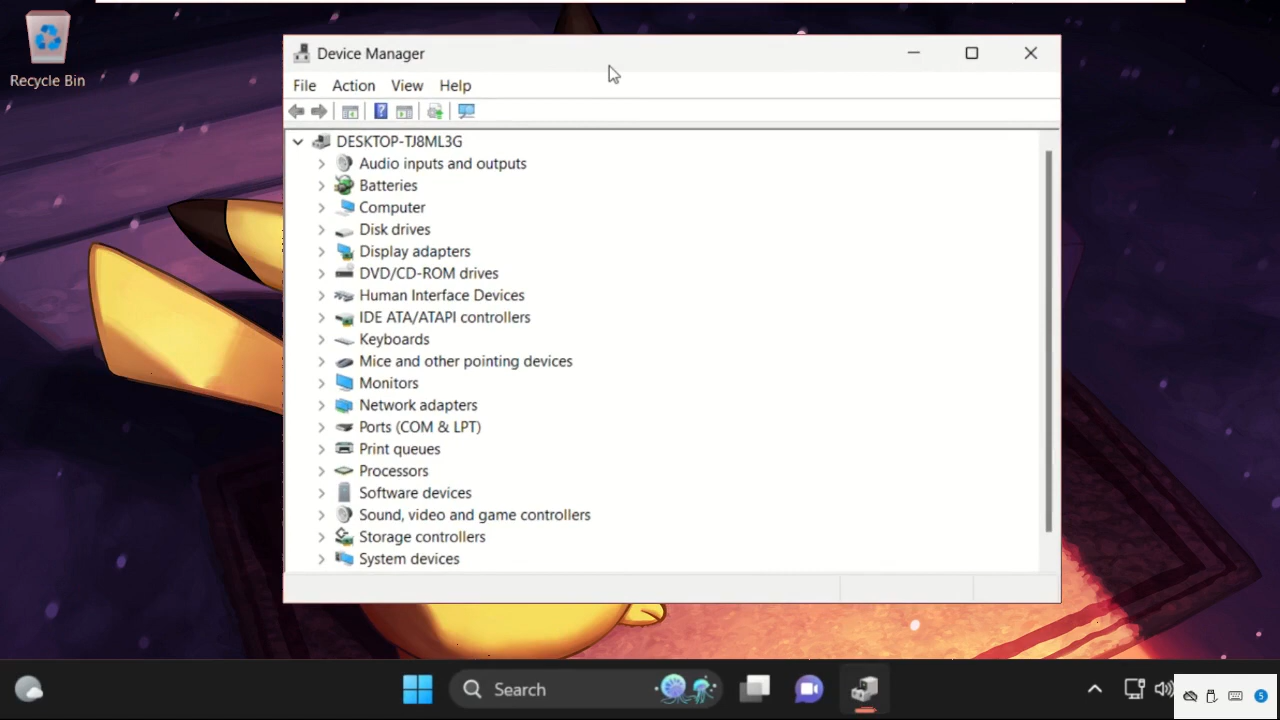 Recycle Bin
Device Manager
File Action View Help
DESKTOP-TJ8ML3G
Audio inputs and outputs
Batteries
Computer
Disk drives
Display adapters
DVD/CD-ROM drives
Human Interface Devices
IDE ATA/ATAPI controllers
Keyboards
Mice and other pointing devices
Monitors
Network adapters
Ports (COM & LPT)
Print queues
Processors
Software devices
Sound, video and game controllers
Storage controllers
System devices
Search
5